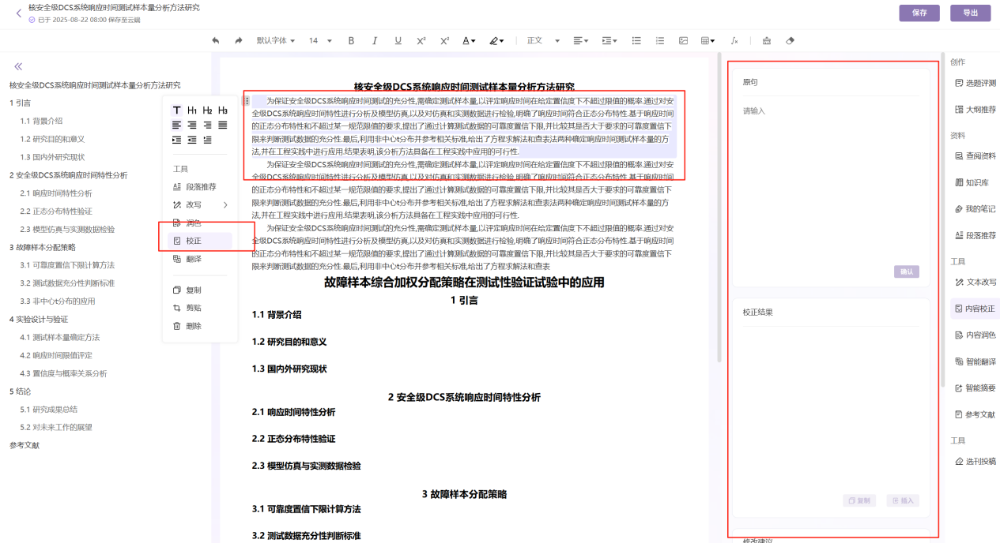 核安全级DCS系统响应时间测试样本量分析方法研究
已于 2025-08-22 08:00 保存至云端
保存
导出
默认字体
14
B
I
U
X²
X²
A
正文
核安全级DCS系统响应时间测试样本量分析方法研究
1 引言
1.1 背景介绍
1.2 研究目的和意义
1.3 国内外研究现状
2 安全级DCS系统响应时间特性分析
2.1 响应时间特性分析
2.2 正态分布特性验证
2.3 模型仿真与实测数据检验
3 故障样本分配策略
3.1 可靠度置信下限计算方法
3.2 测试数据充分性判断标准
3.3 非中心t分布的应用
4 实验设计与验证
4.1 测试样本量确定方法
4.2 响应时间限值评定
4.3 置信度与概率关系分析
5 结论
5.1 研究成果总结
5.2 对未来工作的展望
参考文献
T H₁ H₂ H₃
工具
段落推荐
改写
润色
校正
翻译
复制
剪贴
删除
核安全级DCS系统响应时间测试样本量分析方法研究
为保证安全级DCS系统响应时间测试的充分性,需确定测试样本量,以评定响应时间在给定置信度下不超过限值的概率.通过对安
全级DCS系统响应时间特性进行分析及模型仿真,以及对仿真和实测数据进行检验,明确了响应时间符合正态分布特性.基于响应时间
的正态分布特性和不超过某一规范限值的要求,提出了通过计算测试数据的可靠度置信下限,并比较其是否大于要求的可靠度置信下
限来判断测试数据的充分性.最后,利用非中心t分布并参考相关标准,给出了方程求解法和查表法两种确定响应时间测试样本量的方
法,并在工程实践中进行应用.结果表明,该分析方法具备在工程实践中应用的可行性.
为保证安全级DCS系统响应时间测试的充分性,需确定测试样本量,以评定响应时间在给定置信度下不超过限值的概率.通过对安
全级DCS系统响应时间特性进行分析及模型仿真,以及对仿真和实测数据进行检验,明确了响应时间符合正态分布特性.基于响应时间
的正态分布特性和不超过某一规范限值的要求,提出了通过计算测试数据的可靠度置信下限,并比较其是否大于要求的可靠度置信下
限来判断测试数据的充分性.最后,利用非中心t分布并参考相关标准,给出了方程求解法和查表法两种确定响应时间测试样本量的方
法,并在工程实践中进行应用.结果表明,该分析方法具备在工程实践中应用的可行性.
为保证安全级DCS系统响应时间测试的充分性,需确定测试样本量,以评定响应时间在给定置信度下不超过限值的概率.通过对安
全级DCS系统响应时间特性进行分析及模型仿真,以及对仿真和实测数据进行检验,明确了响应时间符合正态分布特性.基于响应时间
的正态分布特性和不超过某一规范限值的要求,提出了通过计算测试数据的可靠度置信下限,并比较其是否大于要求的可靠度置信下
限来判断测试数据的充分性.最后,利用非中心t分布并参考相关标准,给出了方程求解法和查表
故障样本综合加权分配策略在测试性验证试验中的应用
1 引言
1.1 背景介绍
1.2 研究目的和意义
1.3 国内外研究现状
2 安全级DCS系统响应时间特性分析
2.1 响应时间特性分析
2.2 正态分布特性验证
2.3 模型仿真与实测数据检验
3 故障样本分配策略
3.1 可靠度置信下限计算方法
3.2 测试数据充分性判断标准
原句
请输入
确认
校正结果
复制
插入
修改建议
创作
选题评测
大纲推荐
资料
查阅资料
知识库
我的笔记
段落推荐
工具
文本改写
内容校正
内容润色
智能翻译
智能摘要
参考文献
工具
选刊投稿